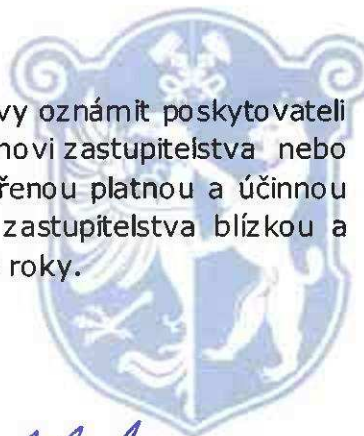 vy oznámit poskytovateli
novi zastupitelstva nebo
řenou platnou a účinnou
zastupitelstva blízkou a
roky.